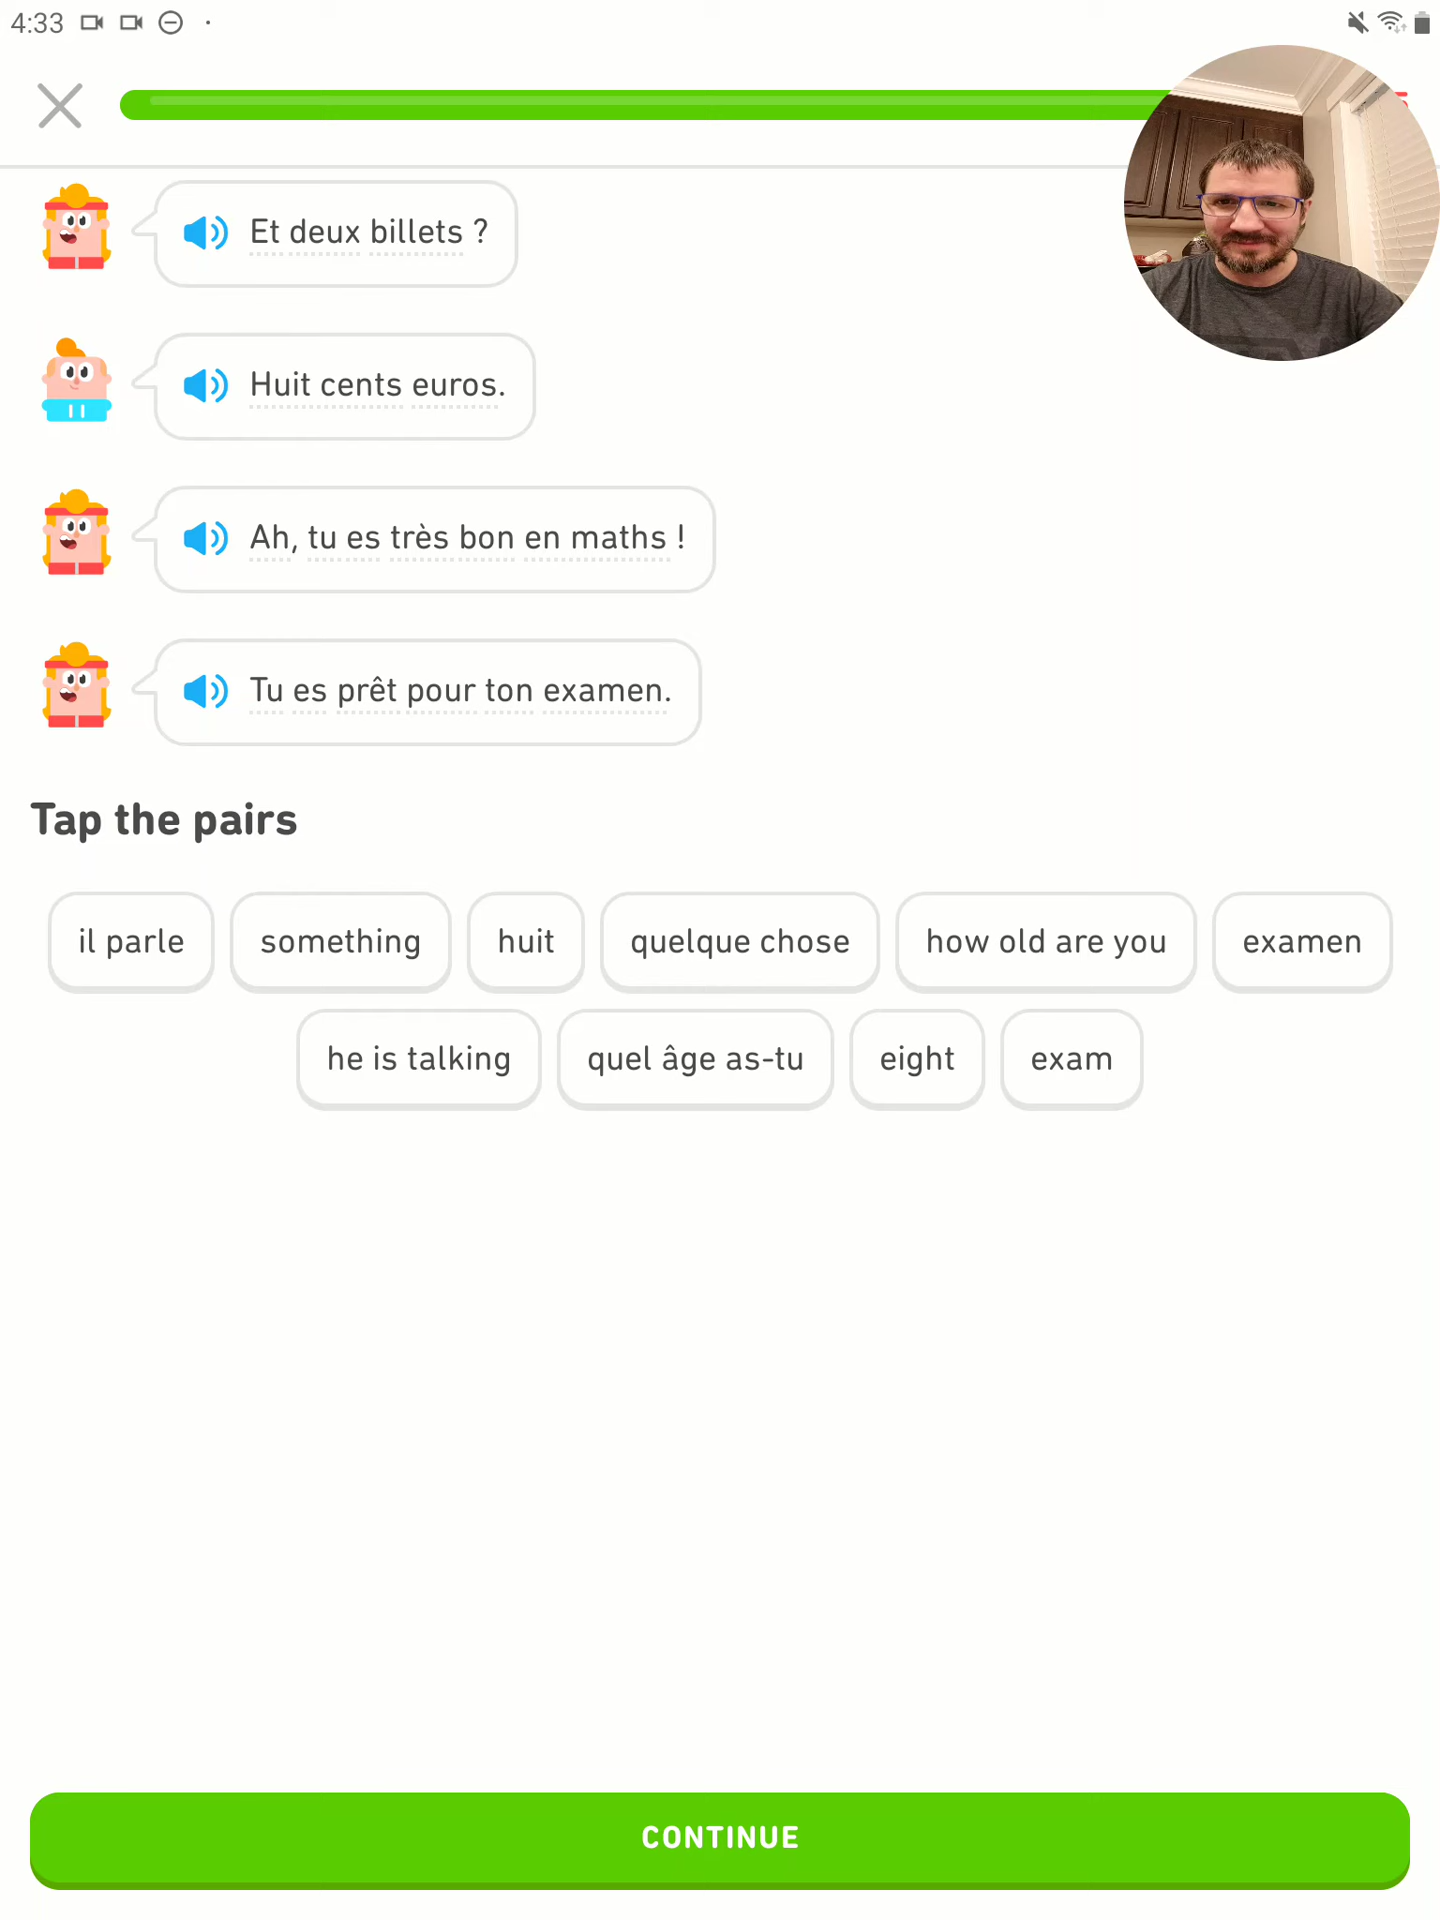 4:33
Et deux billets ?
Huit cents euros.
Ah, tu es très bon en maths !
Tu es prêt pour ton examen.
Tap the pairs
il parle something huit quelque chose how old are you examen
he is talking quel âge as-tu eight exam
CONTINUE